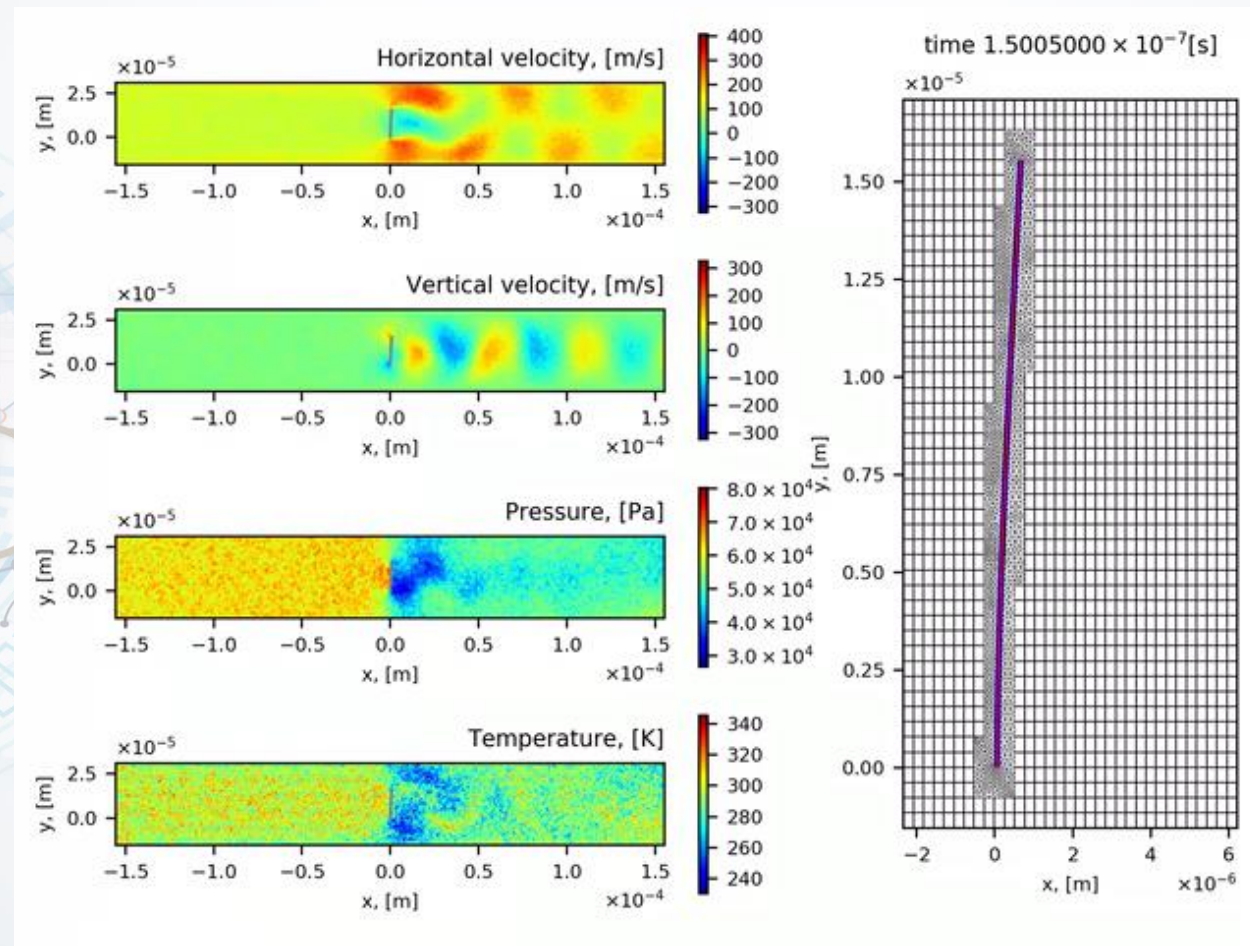 Horizontal velocity, [m/s]
×10⁻⁵
2.5
0.0
y, [m]
−1.5 −1.0 −0.5 0.0 0.5 1.0 1.5
x, [m]
×10⁻⁴
400
300
200
100
0
−100
−200
−300
Vertical velocity, [m/s]
×10⁻⁵
2.5
0.0
y, [m]
−1.5 −1.0 −0.5 0.0 0.5 1.0 1.5
x, [m]
×10⁻⁴
300
200
100
0
−100
−200
−300
Pressure, [Pa]
×10⁻⁵
2.5
0.0
y, [m]
−1.5 −1.0 −0.5 0.0 0.5 1.0 1.5
x, [m]
×10⁻⁴
8.0 × 10⁴
7.0 × 10⁴
6.0 × 10⁴
5.0 × 10⁴
4.0 × 10⁴
3.0 × 10⁴
Temperature, [K]
×10⁻⁵
2.5
0.0
y, [m]
−1.5 −1.0 −0.5 0.0 0.5 1.0 1.5
x, [m]
×10⁻⁴
340
320
300
280
260
240
time 1.5005000 × 10⁻⁷[s]
×10⁻⁵
1.50
1.25
1.00
0.75
0.50
0.25
0.00
y, [m]
−2 0 2 4 6
x, [m]
×10⁻⁶